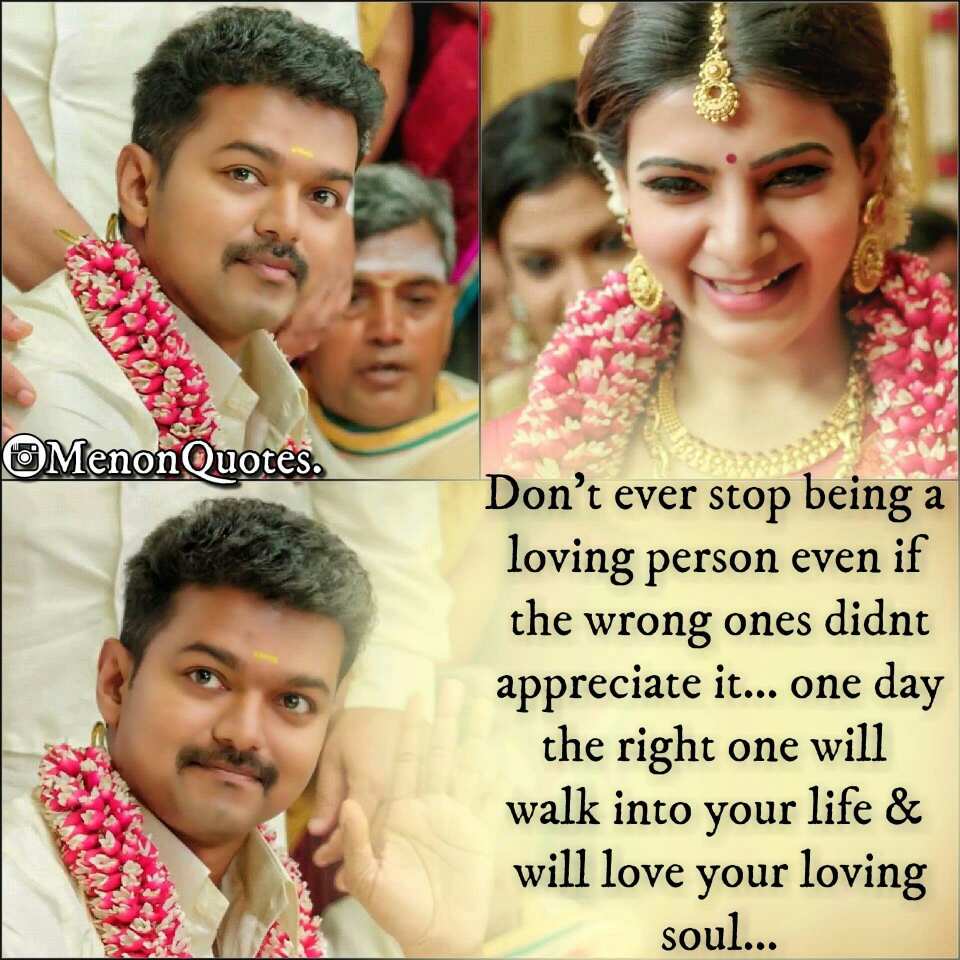 MenonQuotes.
Don't ever stop being a
loving person even if
the wrong ones didnt
appreciate it... one day
the right one will
walk into your life &
will love your loving
soul...